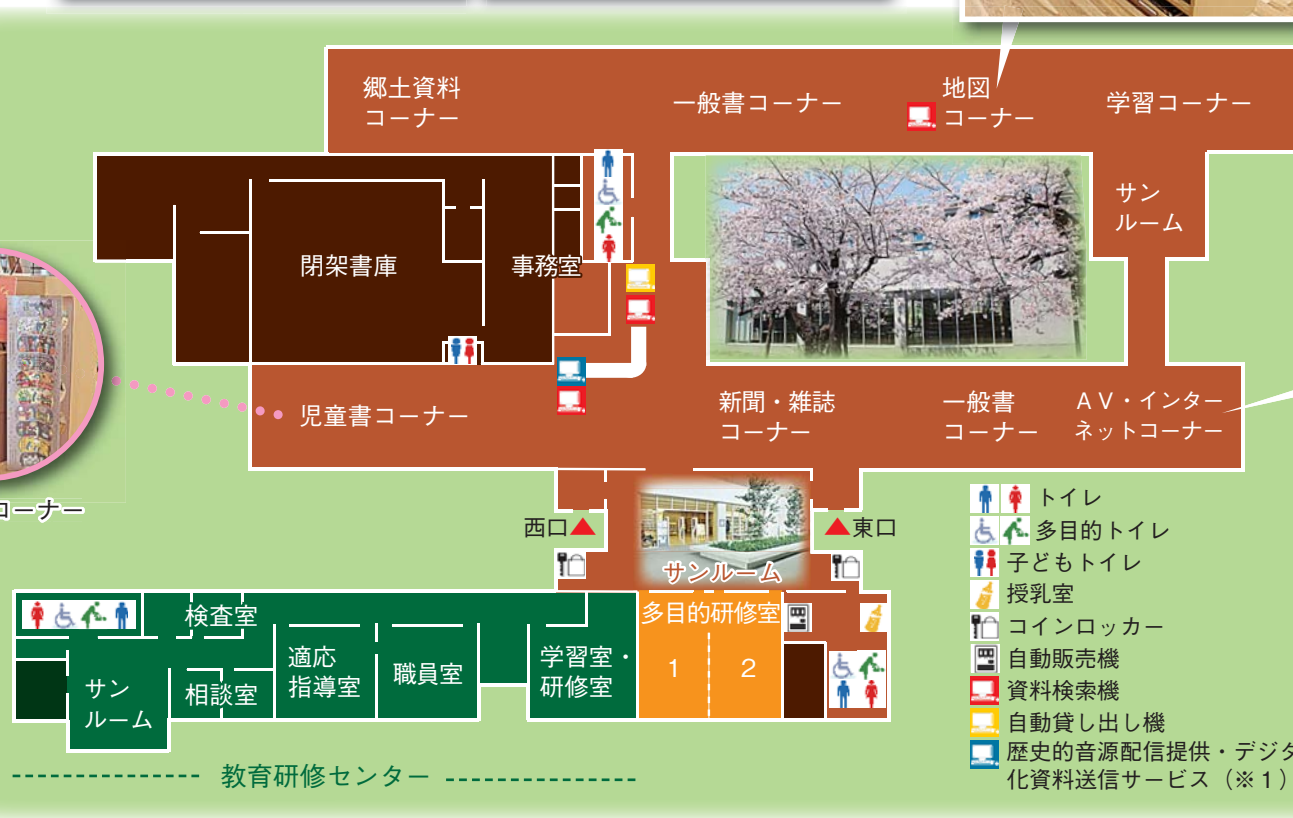 郷土資料
コーナー
一般書コーナー
地図
コーナー
学習コーナー
サン
ルーム
閉架書庫
事務室
児童書コーナー
新聞・雑誌
コーナー
一般書
コーナー
AV・インター
ネットコーナー
コーナー
西口
東口
サンルーム
トイレ
多目的トイレ
子どもトイレ
授乳室
コインロッカー
自動販売機
資料検索機
自動貸し出し機
歴史的音源配信提供・デジタ
化資料送信サービス(※1)
検査室
適応
指導室
職員室
学習室・
研修室
多目的研修室
1
2
サン
ルーム
相談室
教育研修センター